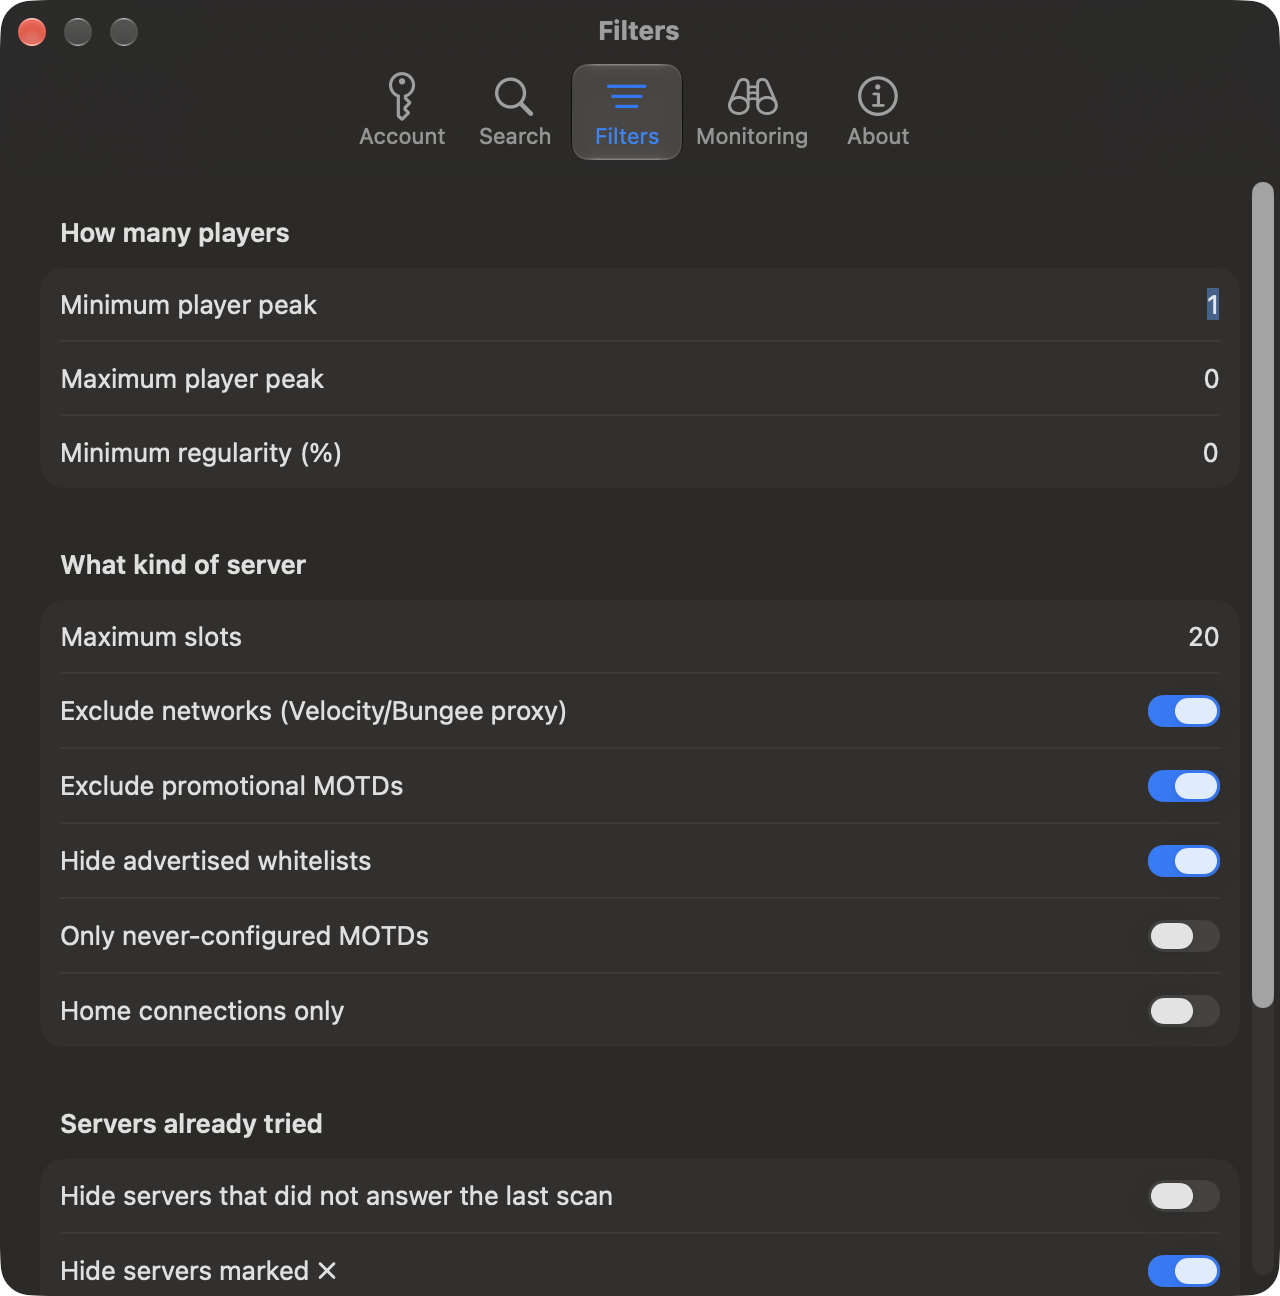 Filters
Account
Search
Filters
Monitoring
About
How many players
Minimum player peak 1
Maximum player peak 0
Minimum regularity (%) 0
What kind of server
Maximum slots 20
Exclude networks (Velocity/Bungee proxy)
Exclude promotional MOTDs
Hide advertised whitelists
Only never-configured MOTDs
Home connections only
Servers already tried
Hide servers that did not answer the last scan
Hide servers marked ✕